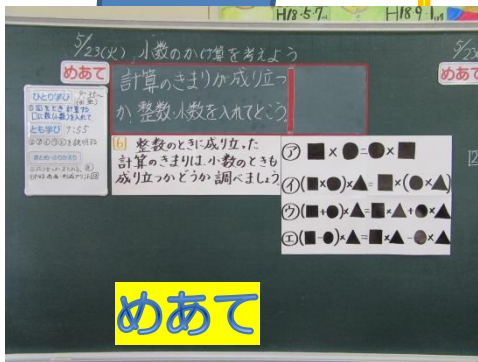 H18・5・7
H18 9 1
5/23(火) 小数のかけ算を考えよう
めあて
計算のきまりが成り立つ
か、整数、小数を入れてとこう
ひとり学び
とも学び 7:55
⑥ 整数のときに成り立った
計算のきまりは、小数のときも
成り立つかどうか調べましょう。
㋐ ■×●=●×■
㋑ (■×●)×▲=■×(●×▲)
㋒ (■+●)×▲=■×▲+●×▲
㋓ (■-●)×▲=■×▲-●×▲
5/23
めあて
めあて